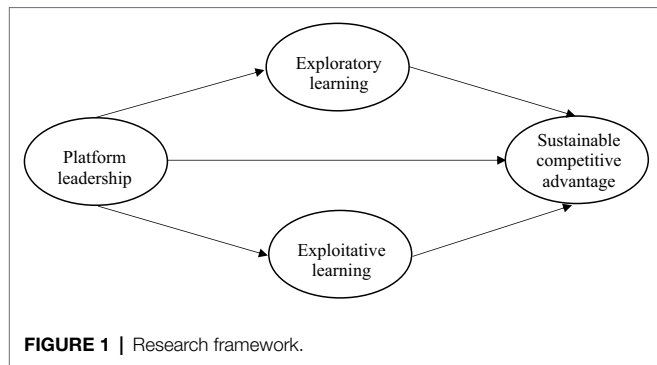 Exploratory
learning
Platform
leadership
Sustainable
competitive
advantage
Exploitative
learning
FIGURE 1 | Research framework.